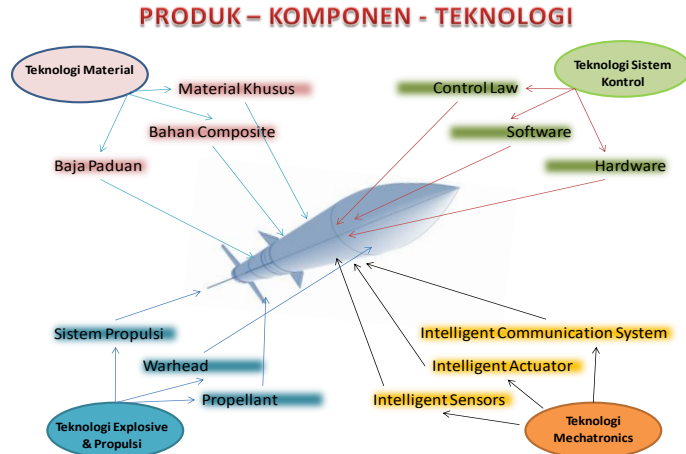 PRODUK – KOMPONEN - TEKNOLOGI
Teknologi Material
Material Khusus
Bahan Composite
Baja Paduan
Teknologi Sistem
Kontrol
Control Law
Software
Hardware
Sistem Propulsi
Warhead
Propellant
Teknologi Explosive
& Propulsi
Intelligent Communication System
Intelligent Actuator
Intelligent Sensors
Teknologi
Mechatronics